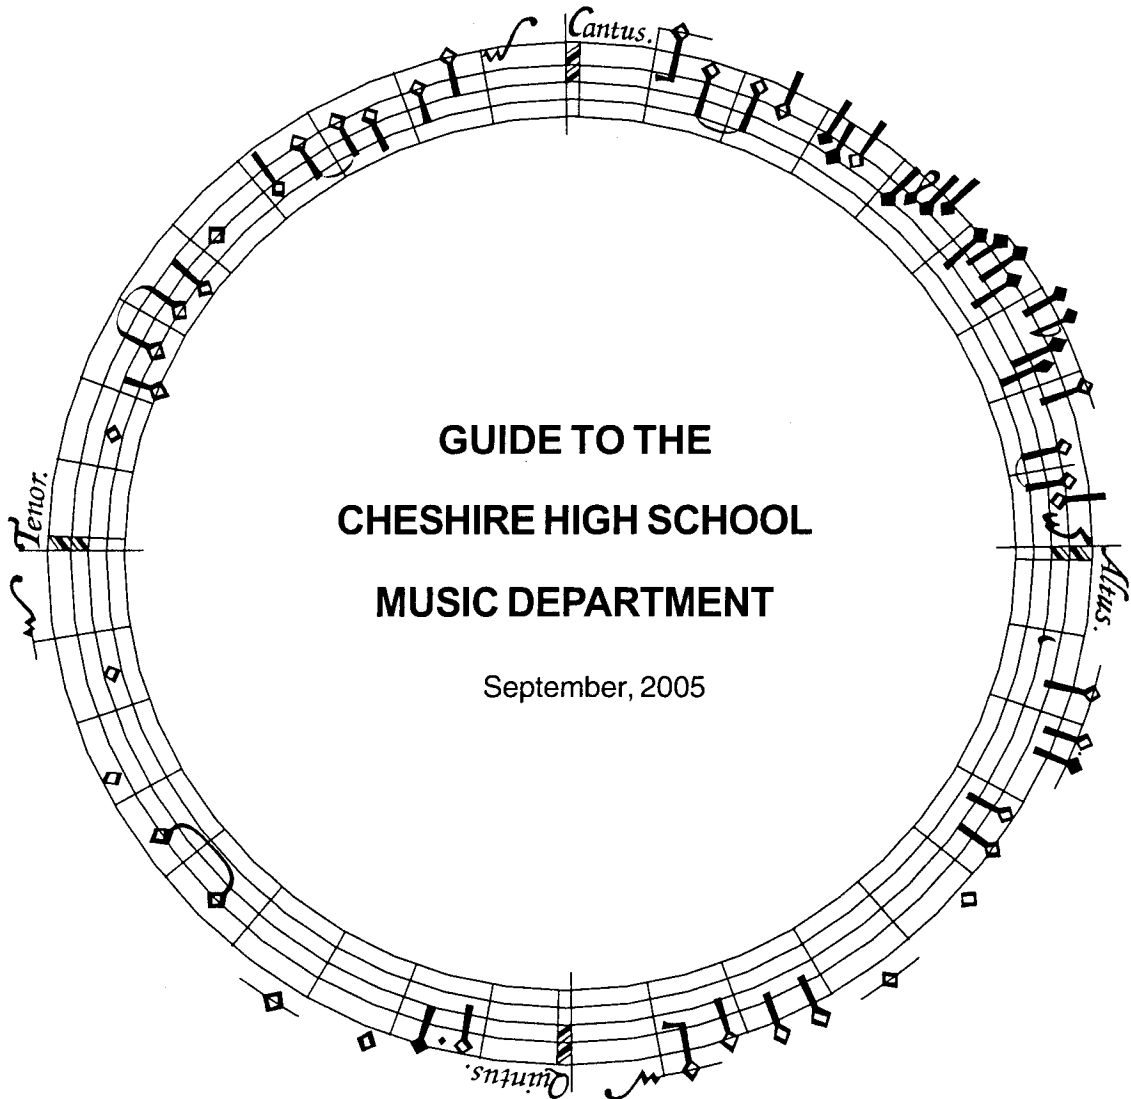 Cantus.
GUIDE TO THE
CHESHIRE HIGH SCHOOL
Tenor.
Altus.
MUSIC DEPARTMENT
September, 2005
Quintus.